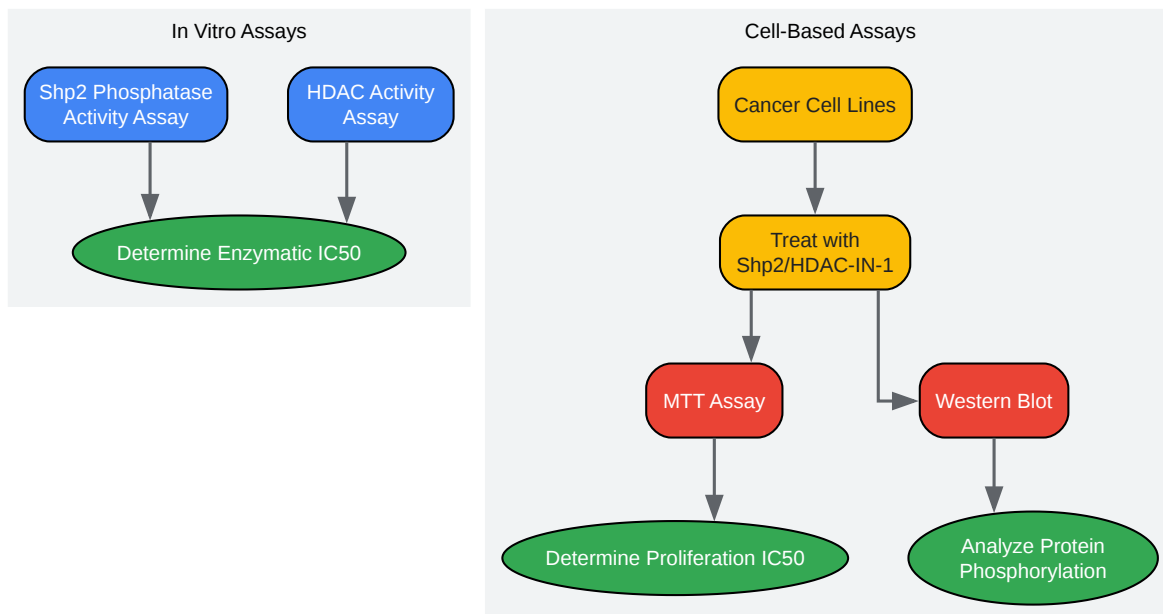 In Vitro Assays
Shp2 Phosphatase
Activity Assay
HDAC Activity
Assay
Determine Enzymatic IC50
Cell-Based Assays
Cancer Cell Lines
Treat with
Shp2/HDAC-IN-1
MTT Assay
Western Blot
Determine Proliferation IC50
Analyze Protein
Phosphorylation